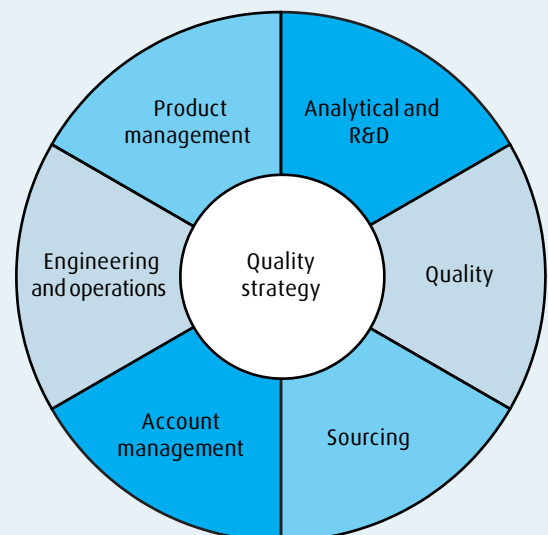 Product
management
Analytical and
R&D
Engineering
and operations
Quality
strategy
Quality
Account
management
Sourcing